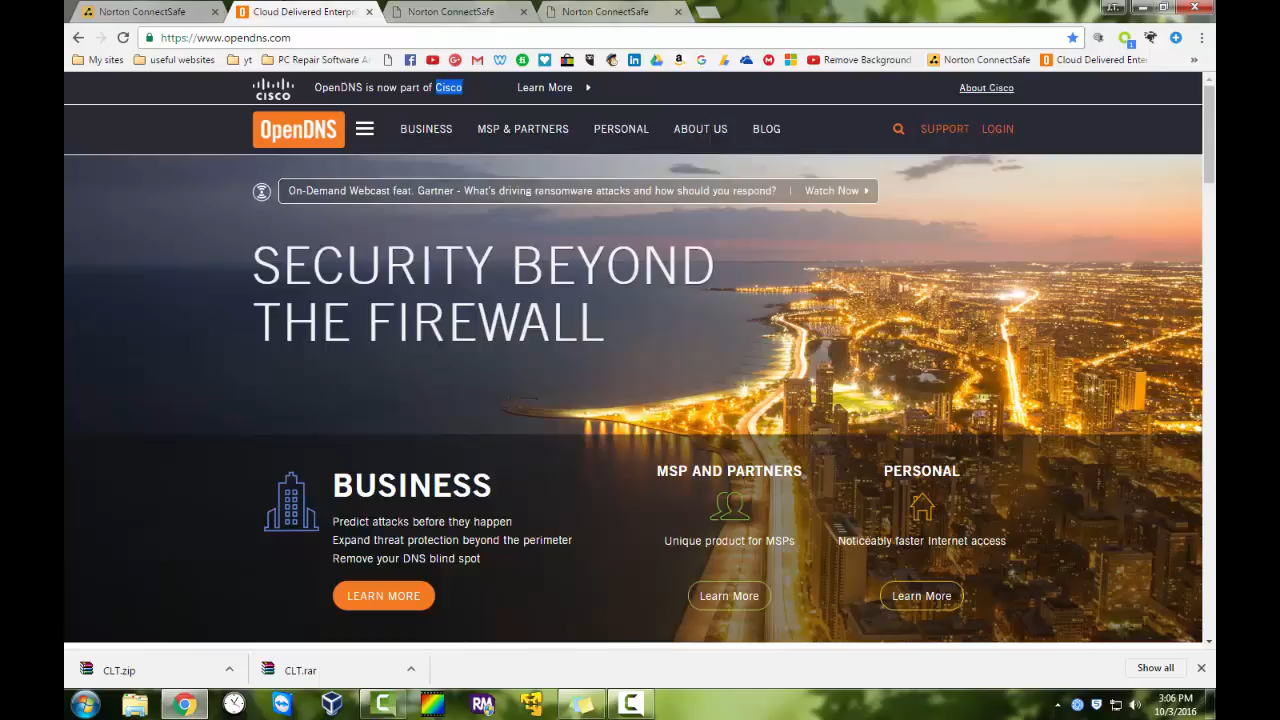 Norton ConnectSafe
Cloud Delivered Enterpri
Norton ConnectSafe
Norton ConnectSafe
J.T.
https://www.opendns.com
My sites
useful websites
yt
PC Repair Software A
Remove Background
Norton ConnectSafe
Cloud Delivered Ente
CISCO
OpenDNS is now part of Cisco
Learn More
About Cisco
OpenDNS
BUSINESS
MSP & PARTNERS
PERSONAL
ABOUT US
BLOG
SUPPORT
LOGIN
On-Demand Webcast feat. Gartner - What's driving ransomware attacks and how should you respond?
Watch Now
SECURITY BEYOND
THE FIREWALL
BUSINESS
Predict attacks before they happen
Expand threat protection beyond the perimeter
Remove your DNS blind spot
LEARN MORE
MSP AND PARTNERS
Unique product for MSPs
Learn More
PERSONAL
Noticeably faster Internet access
Learn More
CLT.zip
CLT.rar
Show all
3:06 PM
10/3/2016